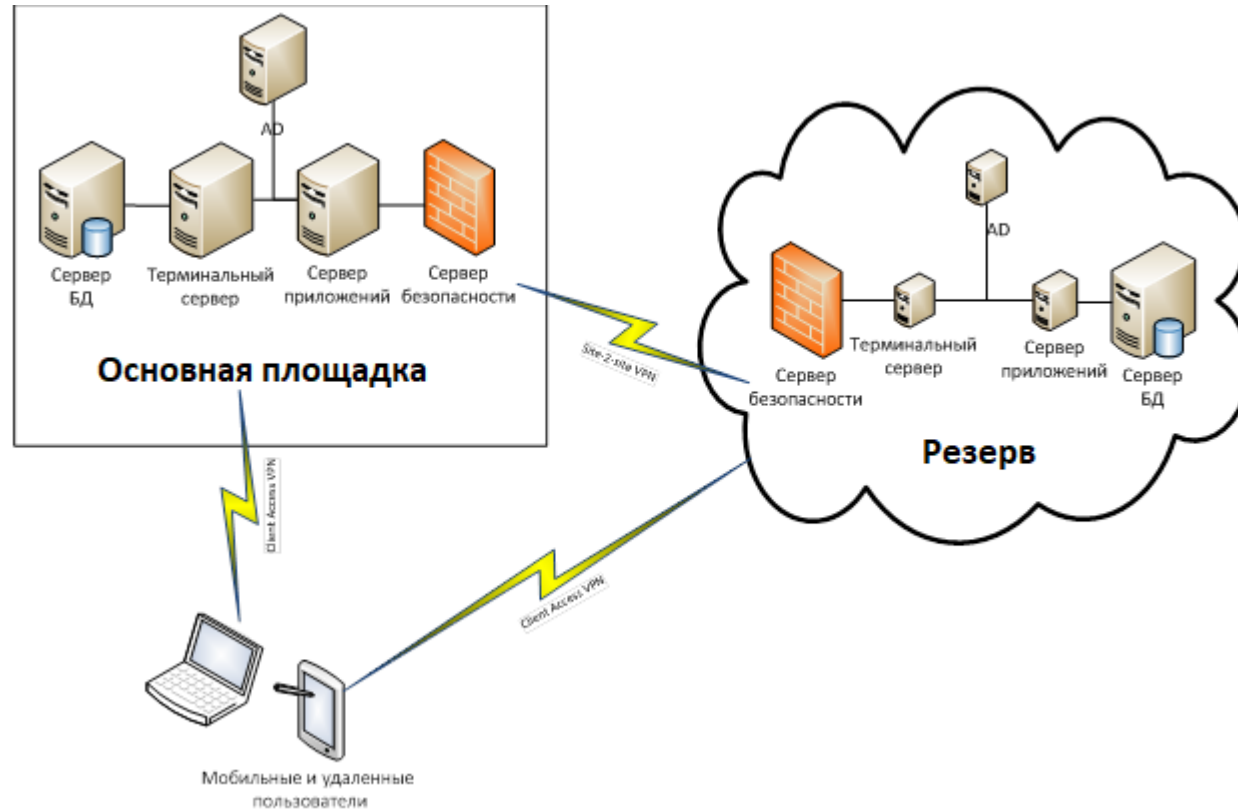 AD
Сервер
БД
Терминальный
сервер
Сервер
приложений
Сервер
безопасности
Основная площадка
Site-2-site VPN
AD
Сервер
безопасности
Терминальный
сервер
Сервер
приложений
Сервер
БД
Резерв
Client Access VPN
Client Access VPN
Мобильные и удаленные
пользователи